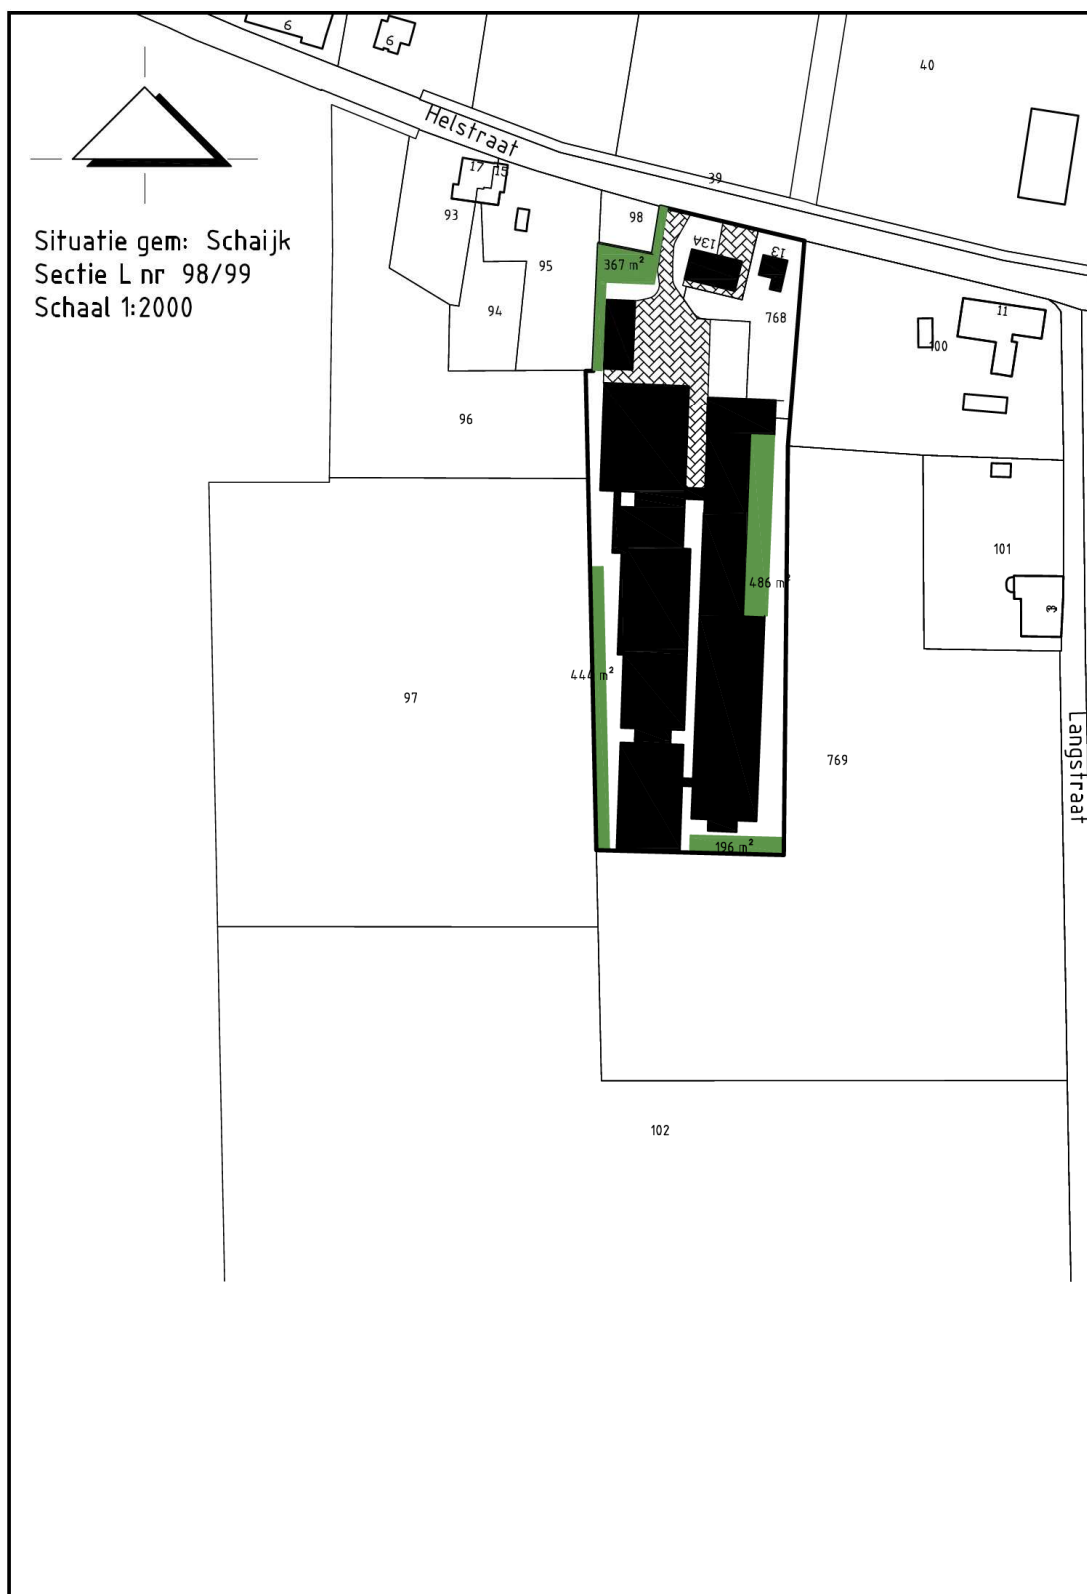 6
6
40
Helstraat
17 15
39
93
98
13A
13
Situatie gem: Schaijk
Sectie L nr 98/99
Schaal 1:2000
95
367 m²
94
768
11
100
96
101
486 m²
3
444 m²
97
769
Langstraat
196 m²
102